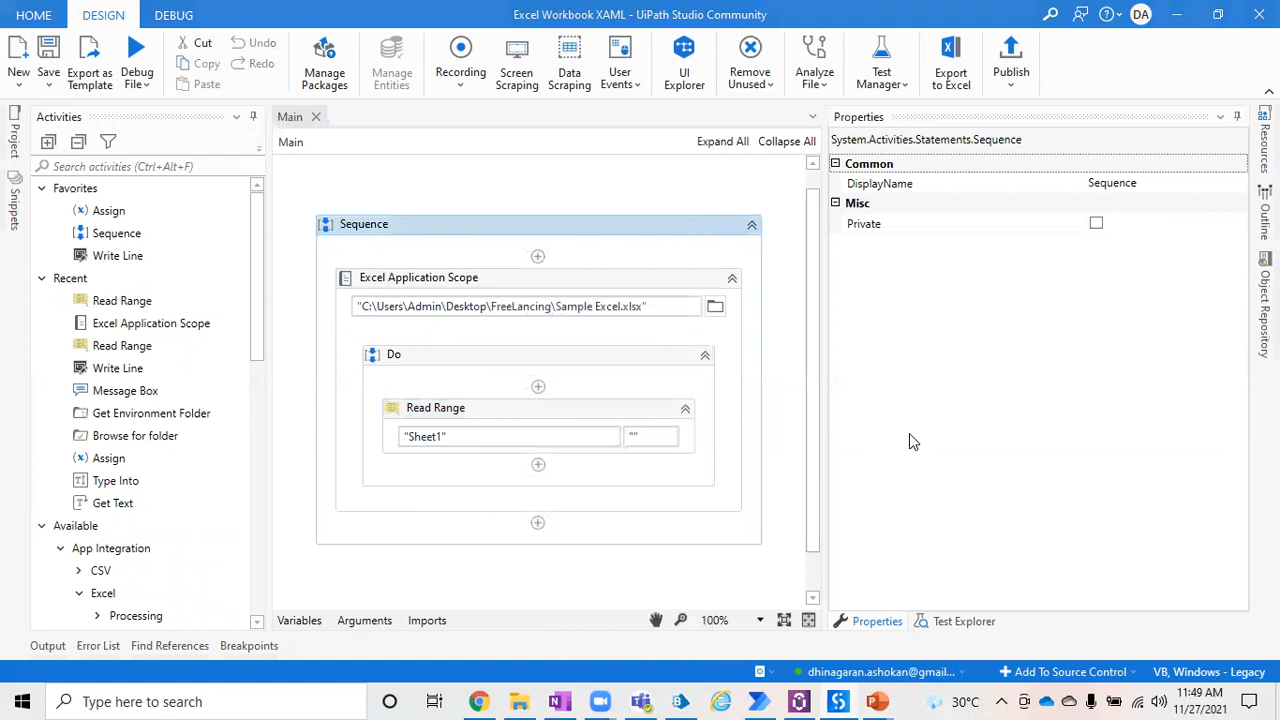 HOME DESIGN DEBUG Excel Workbook XAML - UiPath Studio Community DA
New Save Export as Template Debug File Cut Copy Paste Undo Redo Manage Packages Manage Entities Recording Screen Scraping Data Scraping User Events UI Explorer Remove Unused Analyze File Test Manager Export to Excel Publish
Activities
Search activities (Ctrl+Alt+F)
Favorites
Assign
Sequence
Write Line
Recent
Read Range
Excel Application Scope
Read Range
Write Line
Message Box
Get Environment Folder
Browse for folder
Assign
Type Into
Get Text
Available
App Integration
CSV
Excel
Processing
Project
Snippets
Main
Main Expand All Collapse All
Sequence
Excel Application Scope
"C:\Users\Admin\Desktop\FreeLancing\Sample Excel.xlsx"
Do
Read Range
"Sheet1" ""
Variables Arguments Imports 100%
Properties
System.Activities.Statements.Sequence
Common
DisplayName Sequence
Misc
Private
Properties Test Explorer
Resources
Outline
Object Repository
Output Error List Find References Breakpoints
dhinagaran.ashokan@gmail... Add To Source Control VB, Windows - Legacy
Type here to search 30°C 11:49 AM
11/27/2021